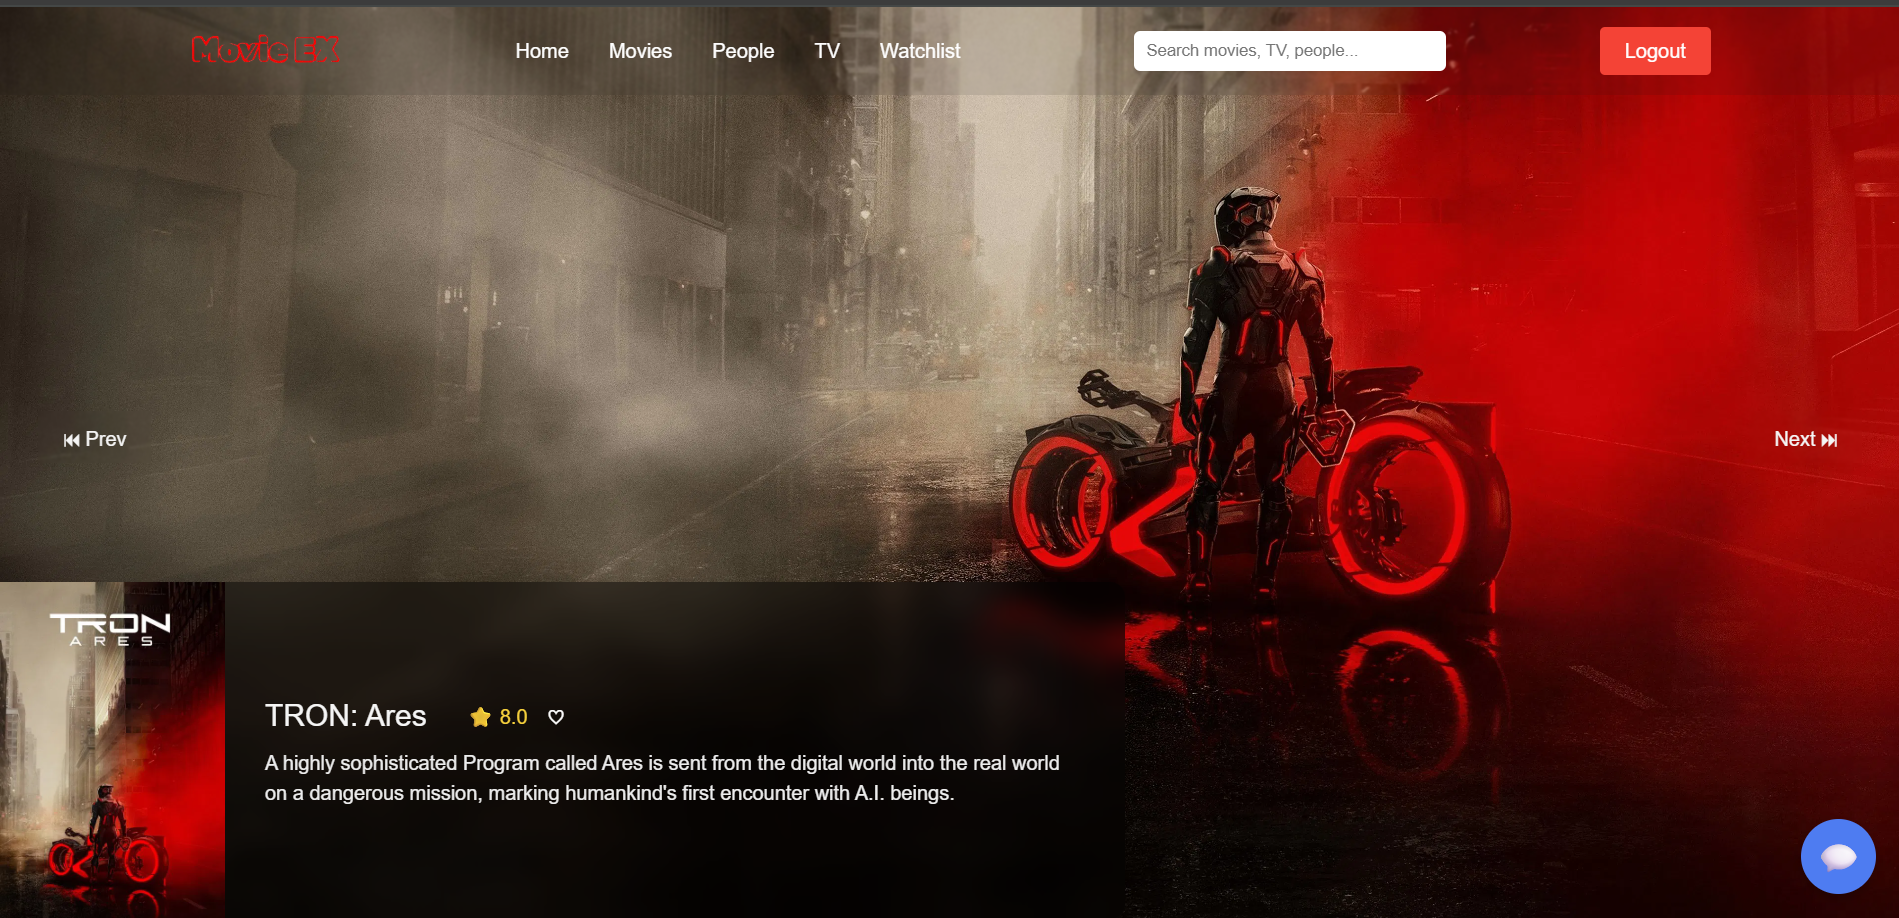 Movie EK
Home Movies People TV Watchlist
Search movies, TV, people...
Logout
Prev
Next
TRON
ARES
TRON: Ares 8.0
A highly sophisticated Program called Ares is sent from the digital world into the real world
on a dangerous mission, marking humankind's first encounter with A.I. beings.